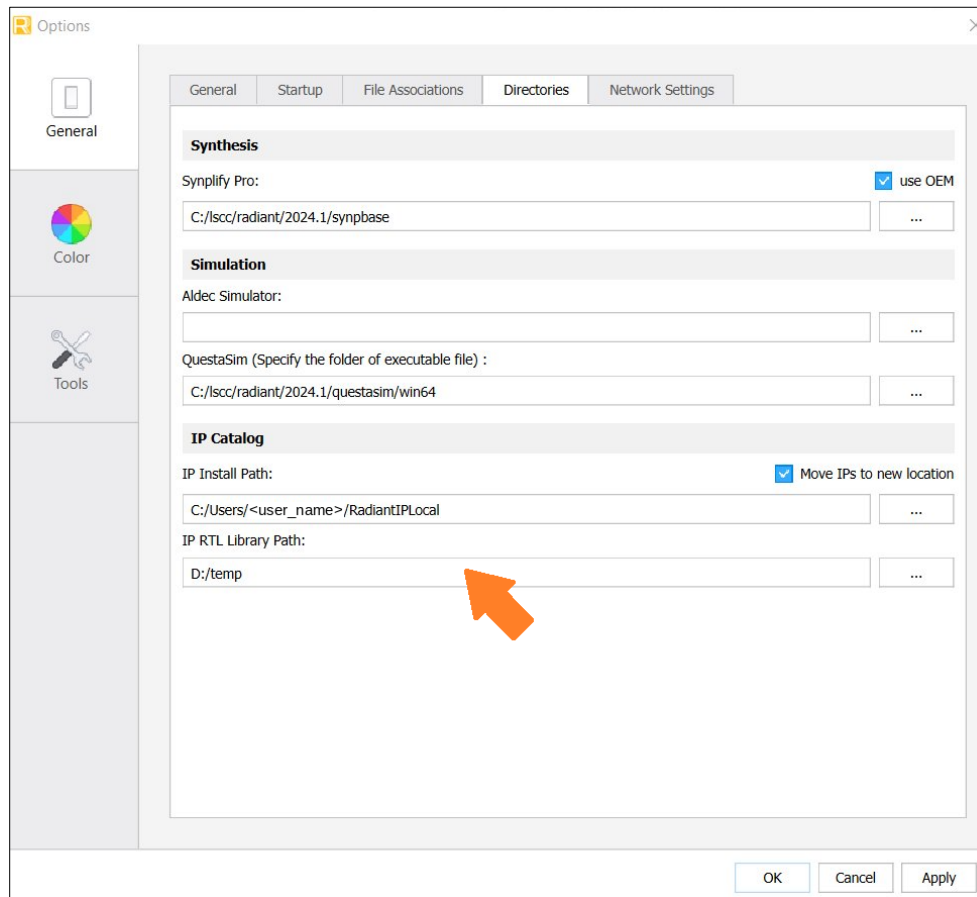 Options
General
Startup
File Associations
Directories
Network Settings
General
Color
Tools
Synthesis
Synplify Pro:
use OEM
C:/lscc/radiant/2024.1/synpbase
...
Simulation
Aldec Simulator:
...
QuestaSim (Specify the folder of executable file) :
C:/lscc/radiant/2024.1/questasim/win64
...
IP Catalog
IP Install Path:
Move IPs to new location
C:/Users/<user_name>/RadiantIPLocal
...
IP RTL Library Path:
D:/temp
...
OK
Cancel
Apply